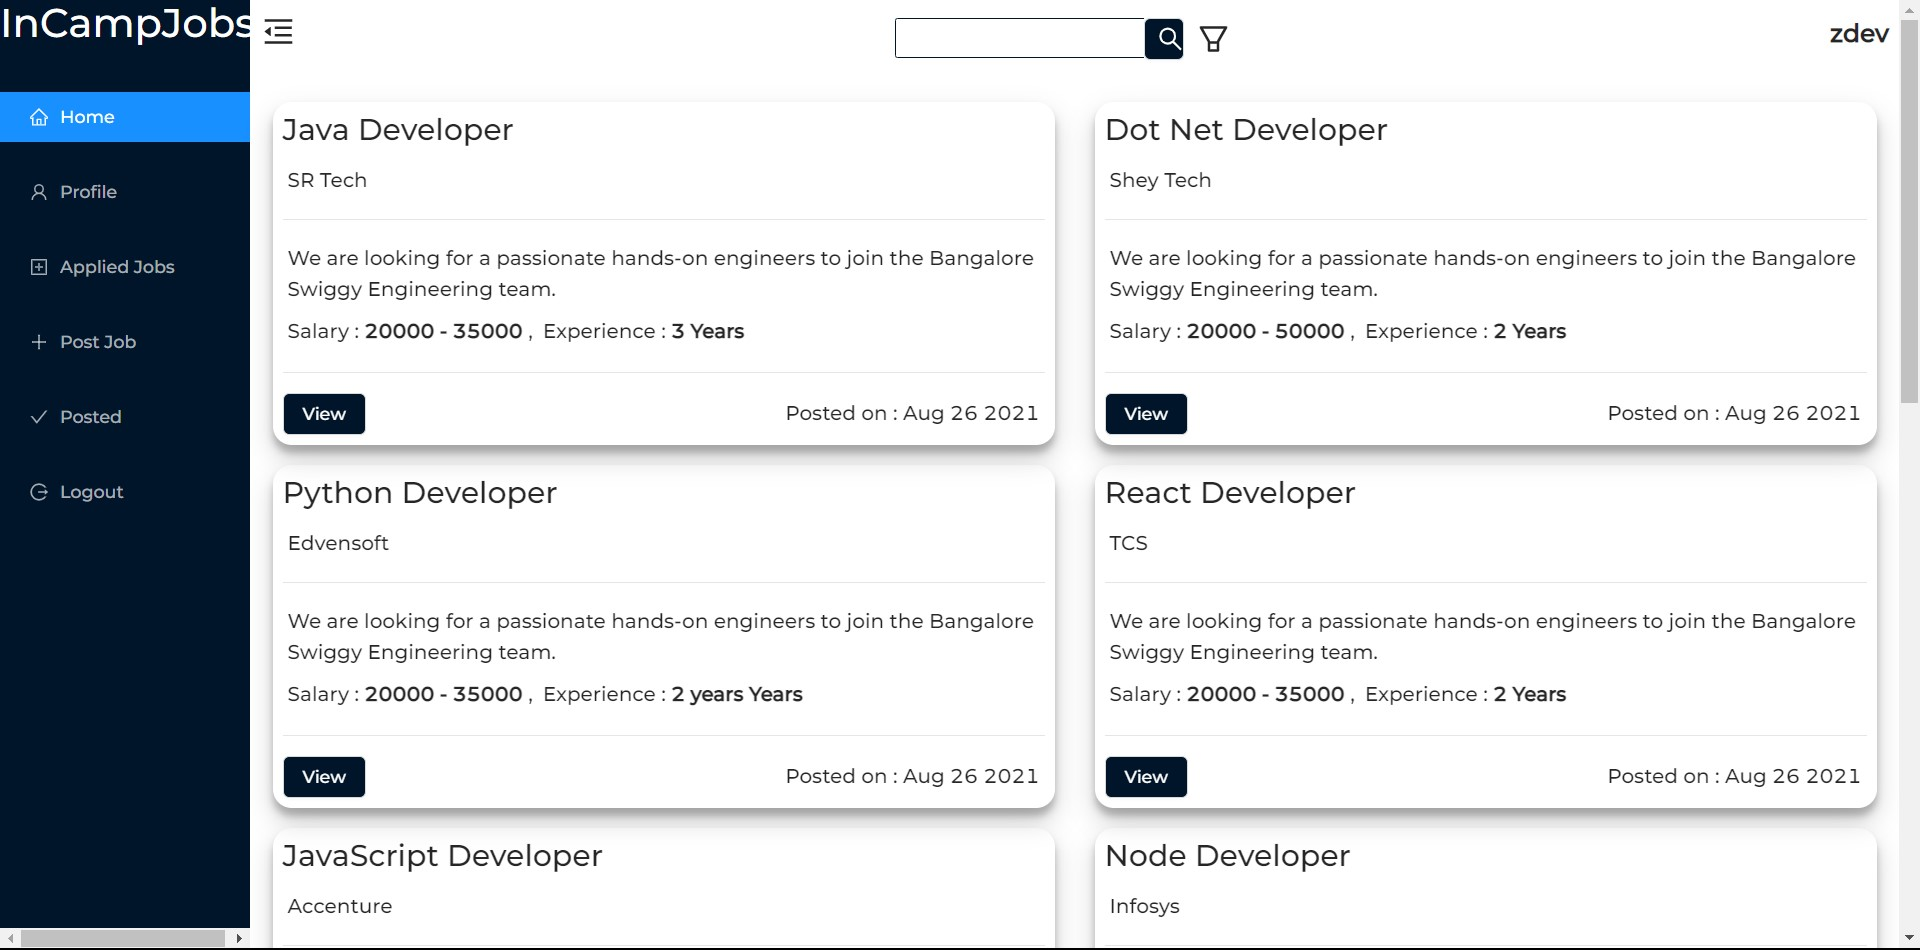 InCampJobs
zdev
Home
Profile
Applied Jobs
Post Job
Posted
Logout
Java Developer
SR Tech
We are looking for a passionate hands-on engineers to join the Bangalore
Swiggy Engineering team.
Salary : 20000 - 35000 , Experience : 3 Years
View
Posted on : Aug 26 2021
Dot Net Developer
Shey Tech
We are looking for a passionate hands-on engineers to join the Bangalore
Swiggy Engineering team.
Salary : 20000 - 50000 , Experience : 2 Years
View
Posted on : Aug 26 2021
Python Developer
Edvensoft
We are looking for a passionate hands-on engineers to join the Bangalore
Swiggy Engineering team.
Salary : 20000 - 35000 , Experience : 2 years Years
View
Posted on : Aug 26 2021
React Developer
TCS
We are looking for a passionate hands-on engineers to join the Bangalore
Swiggy Engineering team.
Salary : 20000 - 35000 , Experience : 2 Years
View
Posted on : Aug 26 2021
JavaScript Developer
Accenture
Node Developer
Infosys